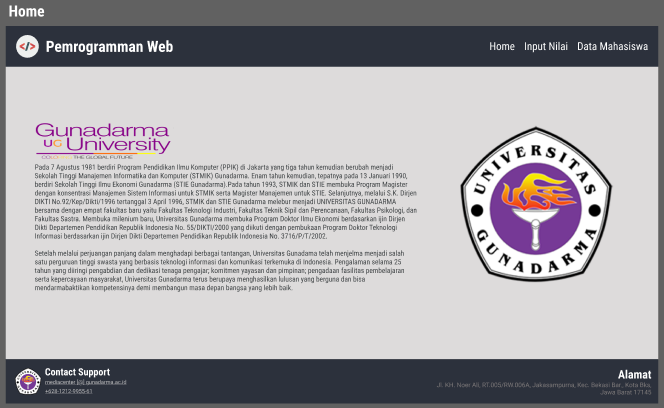 Home
</> Pemrogramman Web
Home Input Nilai Data Mahasiswa
Gunadarma
UG University
THE GLOBAL FUTURE
Pada 7 Agustus 1981 berdiri Program Pendidikan Ilmu Komputer (PPIK) di Jakarta yang tiga tahun kemudian berubah menjadi
Sekolah Tinggi Manajemen Informatika dan Komputer (STMIK) Gunadarma. Enam tahun kemudian, tepatnya pada 13 Januari 1990,
berdiri Sekolah Tinggi Ilmu Ekonomi Gunadarma (STIE Gunadarma).Pada tahun 1993, STMIK dan STIE membuka Program Magister
dengan konsentrasi Manajemen Sistem Informasi untuk STMIK serta Magister Manajemen untuk STIE. Selanjutnya, melalui S.K. Dirjen
DIKTI No.92/Kep/Dikti/1996 tertanggal 3 April 1996, STMIK dan STIE Gunadarma melebur menjadi UNIVERSITAS GUNADARMA
bersama dengan empat fakultas baru yaitu Fakultas Teknologi Industri, Fakultas Teknik Sipil dan Perencanaan, Fakultas Psikologi, dan
Fakultas Sastra. Membuka milenium baru, Universitas Gunadarma membuka Program Doktor Ilmu Ekonomi berdasarkan ijin Dirjen
Dikti Departemen Pendidikan Republik Indonesia No. 55/DIKTI/2000 yang diikuti dengan pembukaan Program Doktor Teknologi
Informasi berdasarkan ijin Dirjen Dikti Departemen Pendidikan Republik Indonesia No. 3716/P/T/2002.
Setelah melalui perjuangan panjang dalam menghadapi berbagai tantangan, Universitas Gunadama telah menjelma menjadi salah
satu perguruan tinggi swasta yang berbasis teknologi informasi dan komunikasi terkemuka di Indonesia. Pengalaman selama 25
tahun yang diiringi pengabdian dan dedikasi tenaga pengajar; komitmen yayasan dan pimpinan; pengadaan fasilitas pembelajaran
serta kepercayaan masyarakat, Universitas Gunadarma terus berupaya menghasilkan lulusan yang berguna dan bisa
mendarmabaktikan kompetensinya demi membangun masa depan bangsa yang lebih baik.
UNIVERSITAS
GUNADARMA
Contact Support
mediacenter [@] gunadarma.ac.id
+628-1212-9955-61
Alamat
Jl. KH. Noer Ali, RT.005/RW.006A, Jakasampurna, Kec. Bekasi Bar., Kota Bks,
Jawa Barat 17145